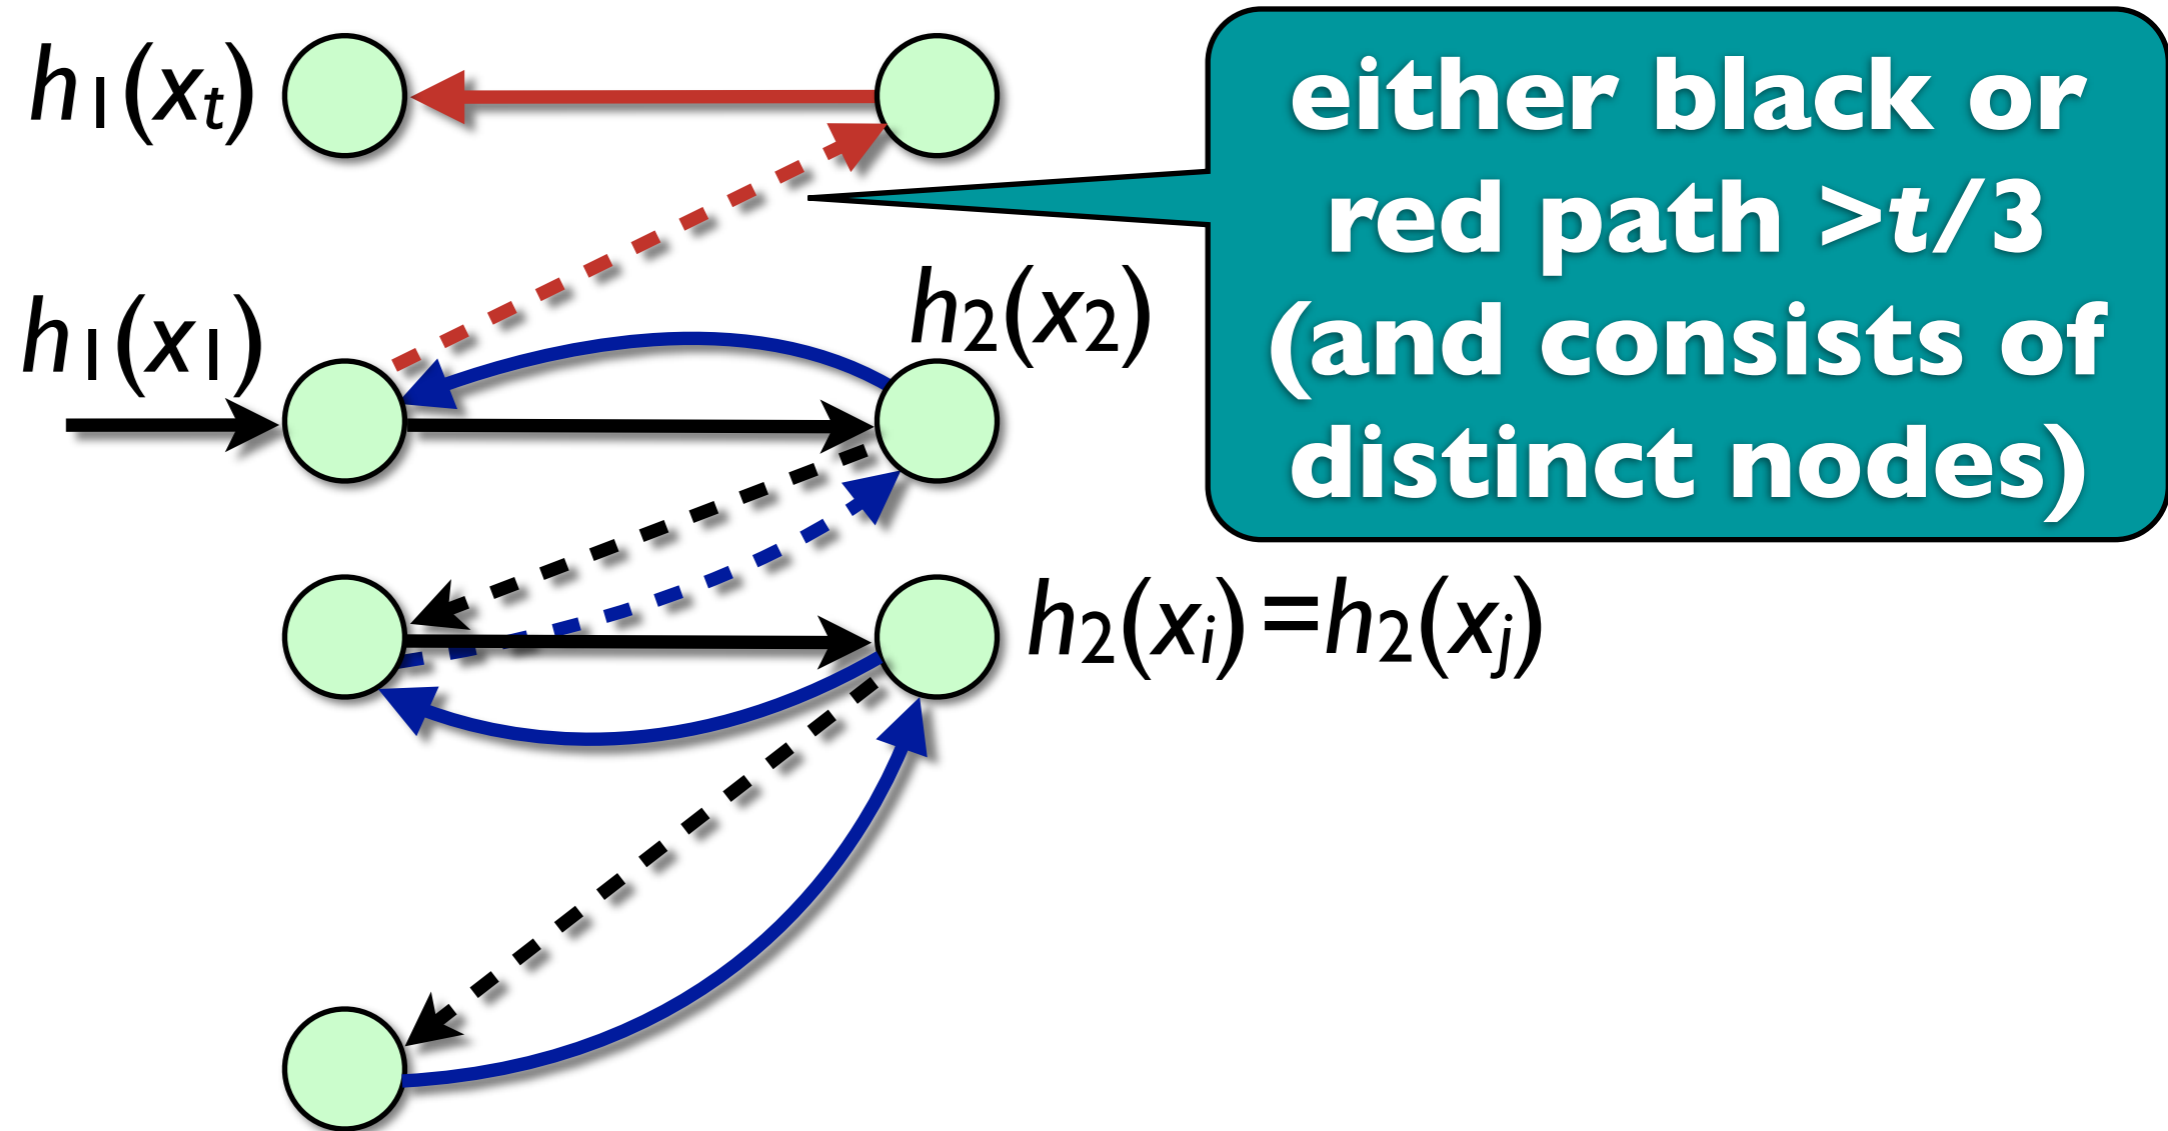 h1(xt)
either black or
red path >t/3
(and consists of
distinct nodes)
h1(x1)
h2(x2)
h2(xi)=h2(xj)